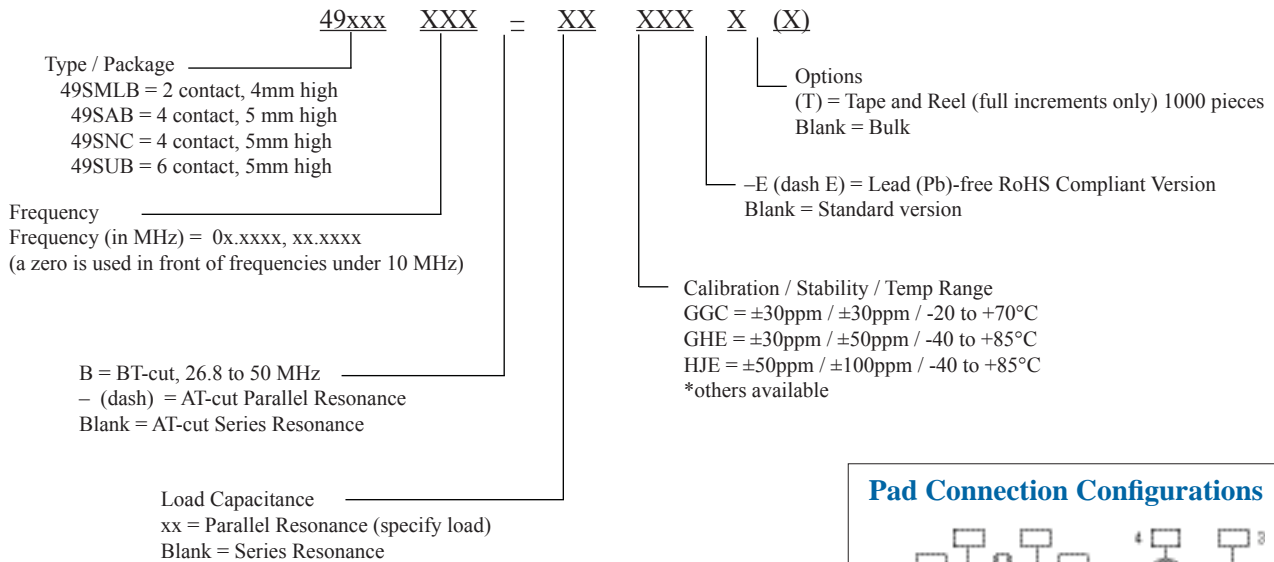 49xxx XXX – XX XXX X (X)
Type / Package
49SMLB = 2 contact, 4mm high
49SAB = 4 contact, 5 mm high
49SNC = 4 contact, 5mm high
49SUB = 6 contact, 5mm high
Frequency
Frequency (in MHz) = 0x.xxxx, xx.xxxx
(a zero is used in front of frequencies under 10 MHz)
B = BT-cut, 26.8 to 50 MHz
– (dash) = AT-cut Parallel Resonance
Blank = AT-cut Series Resonance
Load Capacitance
xx = Parallel Resonance (specify load)
Blank = Series Resonance
Options
(T) = Tape and Reel (full increments only) 1000 pieces
Blank = Bulk
–E (dash E) = Lead (Pb)-free RoHS Compliant Version
Blank = Standard version
Calibration / Stability / Temp Range
GGC = ±30ppm / ±30ppm / -20 to +70°C
GHE = ±30ppm / ±50ppm / -40 to +85°C
HJE = ±50ppm / ±100ppm / -40 to +85°C
*others available
Pad Connection Configurations
4 3